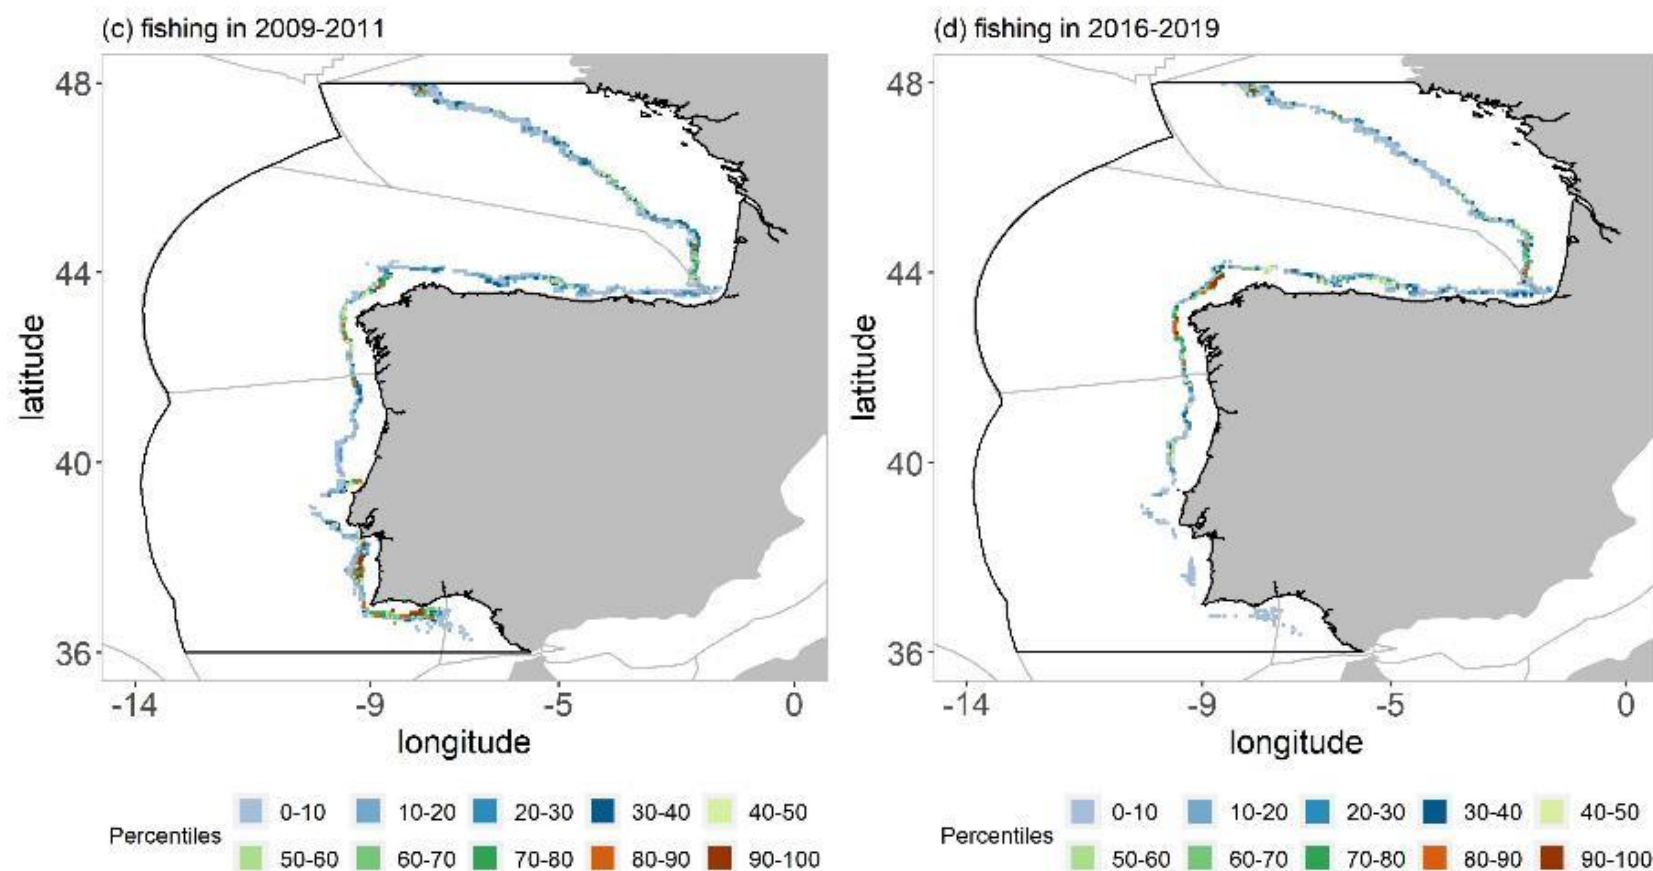 (c) fishing in 2009-2011
48
44
40
36
latitude
-14 -9 -5 0
longitude
Percentiles
0-10 10-20 20-30 30-40 40-50
50-60 60-70 70-80 80-90 90-100
(d) fishing in 2016-2019
48
44
40
36
latitude
-14 -9 -5 0
longitude
Percentiles
0-10 10-20 20-30 30-40 40-50
50-60 60-70 70-80 80-90 90-100